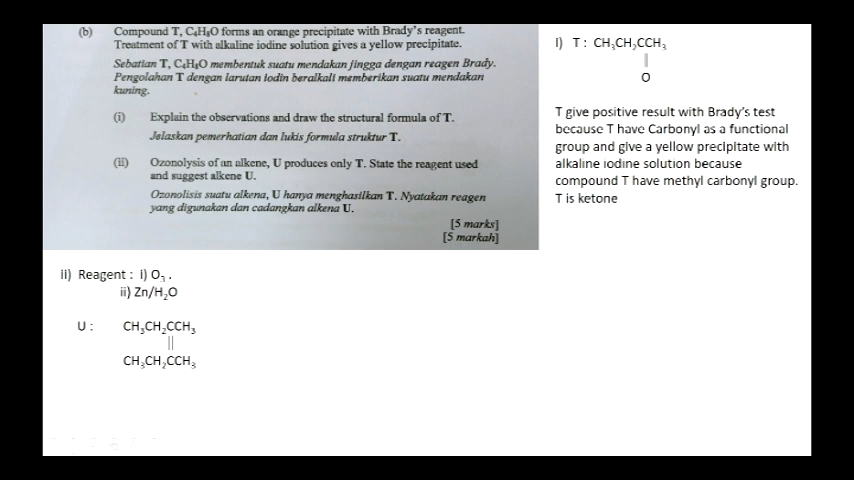 (b) Compound T, C₄H₈O forms an orange precipitate with Brady's reagent.
Treatment of T with alkaline iodine solution gives a yellow precipitate.
Sebatian T, C₄H₈O membentuk suatu mendakan jingga dengan reagen Brady.
Pengolahan T dengan larutan iodin beralkali memberikan suatu mendakan
kuning.
(i) Explain the observations and draw the structural formula of T.
Jelaskan pemerhatian dan lukis formula struktur T.
(ii) Ozonolysis of an alkene, U produces only T. State the reagent used
and suggest alkene U.
Ozonolisis suatu alkena, U hanya menghasilkan T. Nyatakan reagen
yang digunakan dan cadangkan alkena U.
[5 marks]
[5 markah]
I) T : CH₃CH₂CCH₃
||
O
T give positive result with Brady's test
because T have Carbonyl as a functional
group and give a yellow precipitate with
alkaline iodine solution because
compound T have methyl carbonyl group.
T is ketone
ii) Reagent : i) O₃ .
ii) Zn/H₂O
U : CH₃CH₂CCH₃
||
CH₃CH₂CCH₃